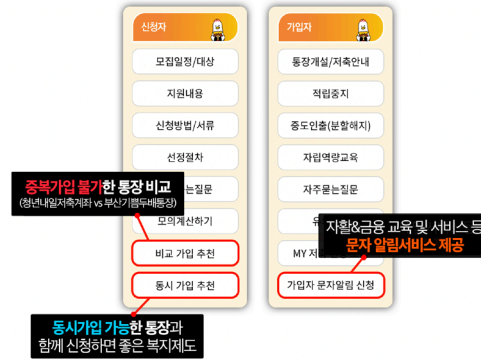 신청자
모집일정/대상
지원내용
신청방법/서류
선정절차
는질문
모의계산하기
비교 가입 추천
동시 가입 추천
중복가입 불가한 통장 비교
(청년내일저축계좌 vs 부산기쁨두배통장)
동시가입 가능한 통장과
함께 신청하면 좋은 복지제도
가입자
통장개설/저축안내
적립중지
중도인출(분할해지)
자립역량교육
자주묻는질문
MY 저
가입자 문자알림 신청
자활&금융 교육 및 서비스 등
문자 알림서비스 제공